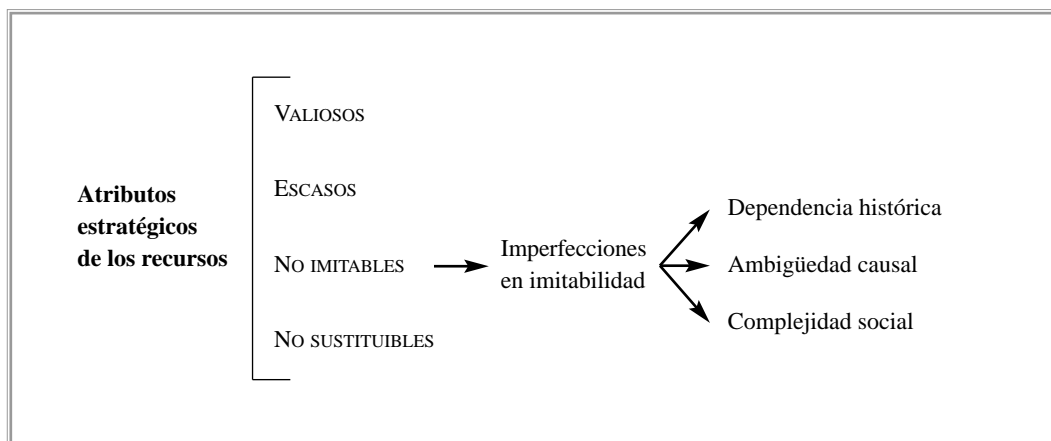 Atributos
estratégicos
de los recursos
VALIOSOS
ESCASOS
NO IMITABLES
NO SUSTITUIBLES
Imperfecciones
en imitabilidad
Dependencia histórica
Ambigüedad causal
Complejidad social